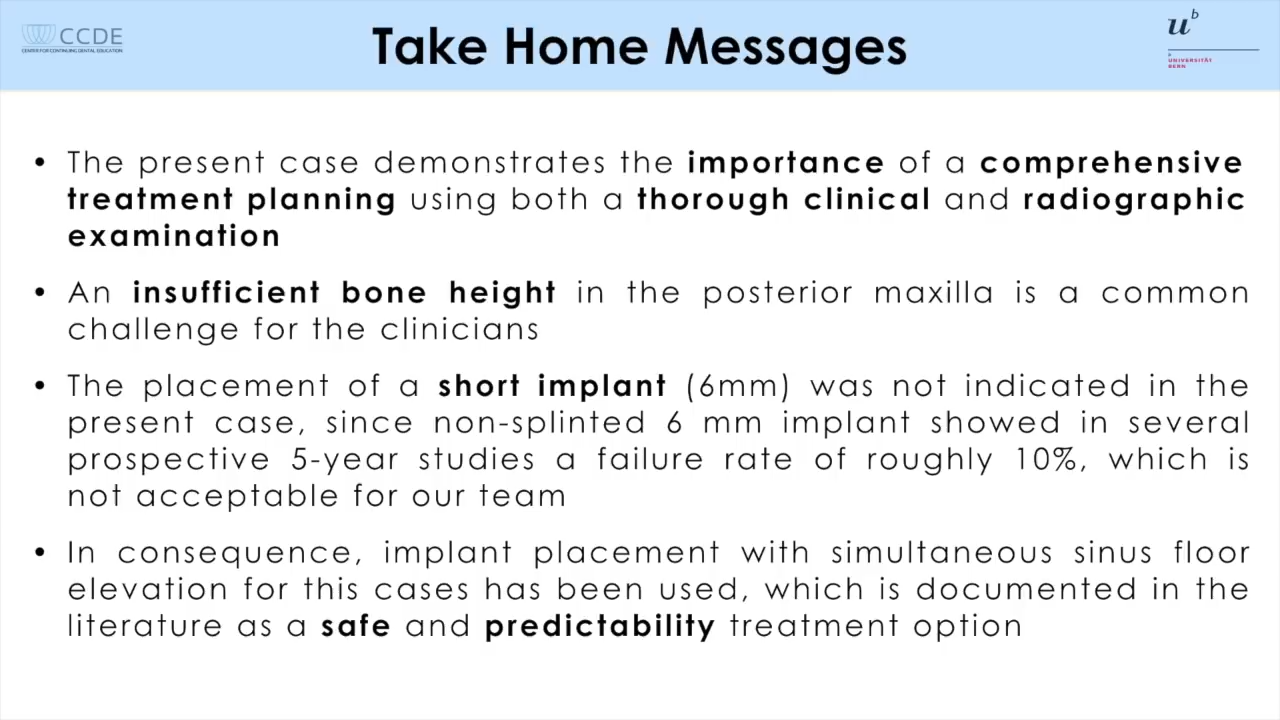 CCDE
CENTER FOR CONTINUING DENTAL EDUCATION
Take Home Messages
u
b
b
UNIVERSITÄT
BERN
• The present case demonstrates the importance of a comprehensive
treatment planning using both a thorough clinical and radiographic
examination
• An insufficient bone height in the posterior maxilla is a common
challenge for the clinicians
• The placement of a short implant (6mm) was not indicated in the
present case, since non-splinted 6 mm implant showed in several
prospective 5-year studies a failure rate of roughly 10%, which is
not acceptable for our team
• In consequence, implant placement with simultaneous sinus floor
elevation for this cases has been used, which is documented in the
literature as a safe and predictability treatment option